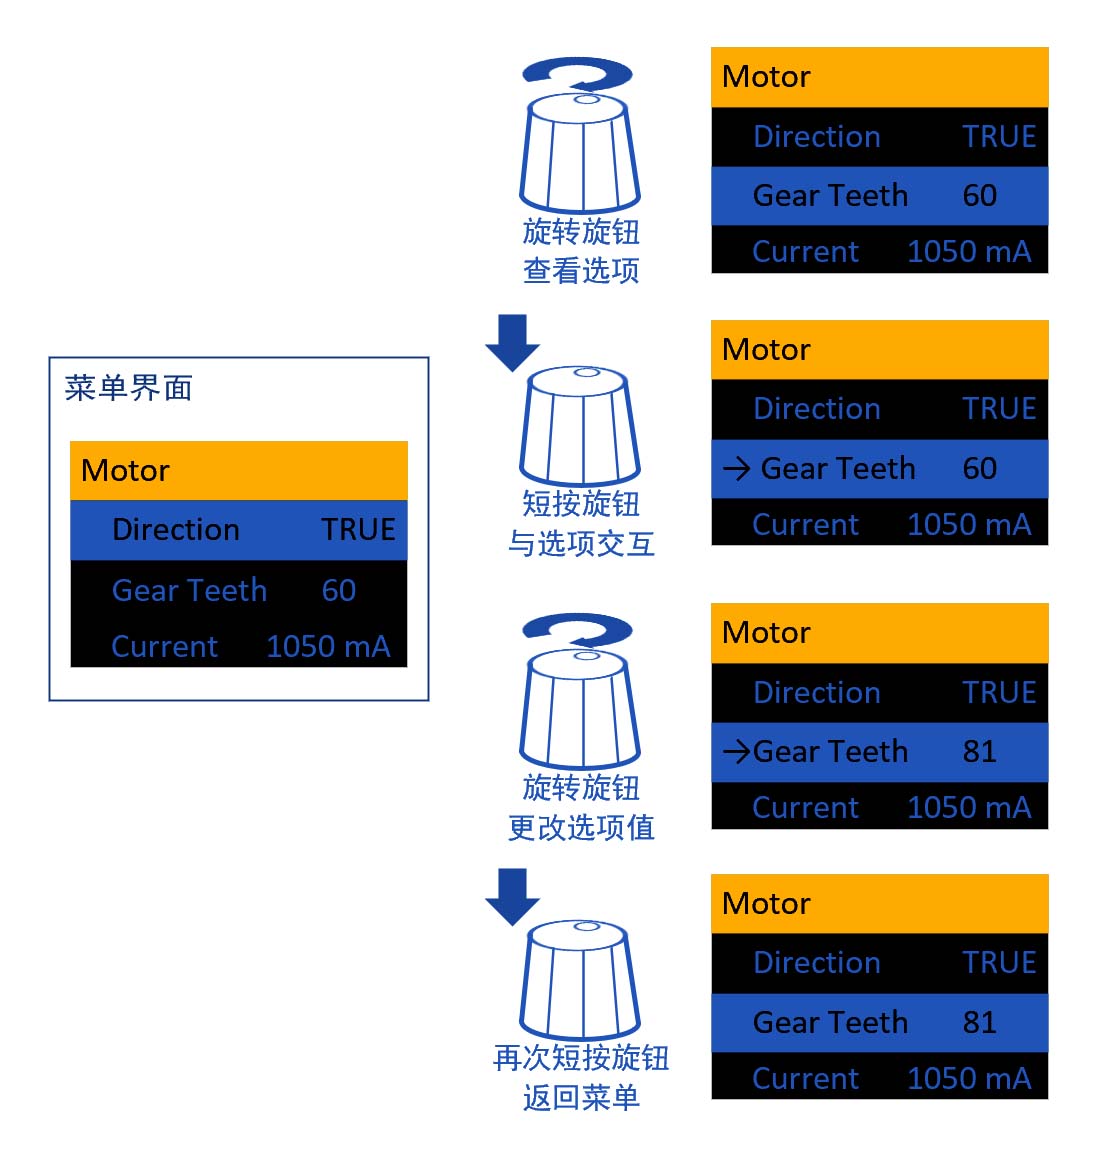 菜单界面
Motor
Direction TRUE
Gear Teeth 60
Current 1050 mA
旋转旋钮
查看选项
Motor
Direction TRUE
Gear Teeth 60
Current 1050 mA
短按旋钮
与选项交互
Motor
Direction TRUE
→ Gear Teeth 60
Current 1050 mA
旋转旋钮
更改选项值
Motor
Direction TRUE
→Gear Teeth 81
Current 1050 mA
再次短按旋钮
返回菜单
Motor
Direction TRUE
Gear Teeth 81
Current 1050 mA